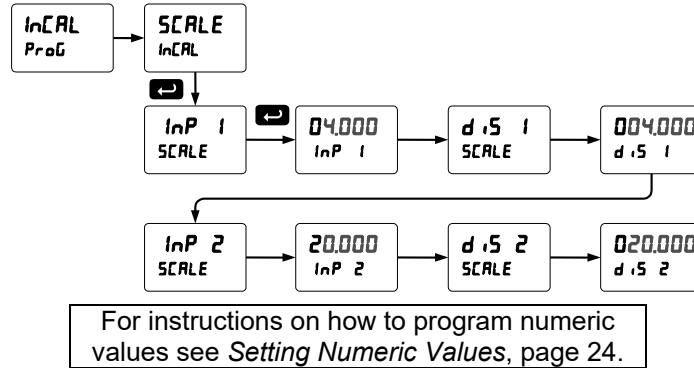 InCAL
ProG
SCALE
InCAL
InP 1
SCALE
04.000
InP 1
diS 1
SCALE
004.000
diS 1
InP 2
SCALE
20.000
InP 2
diS 2
SCALE
020.000
diS 2
For instructions on how to program numeric
values see Setting Numeric Values, page 24.